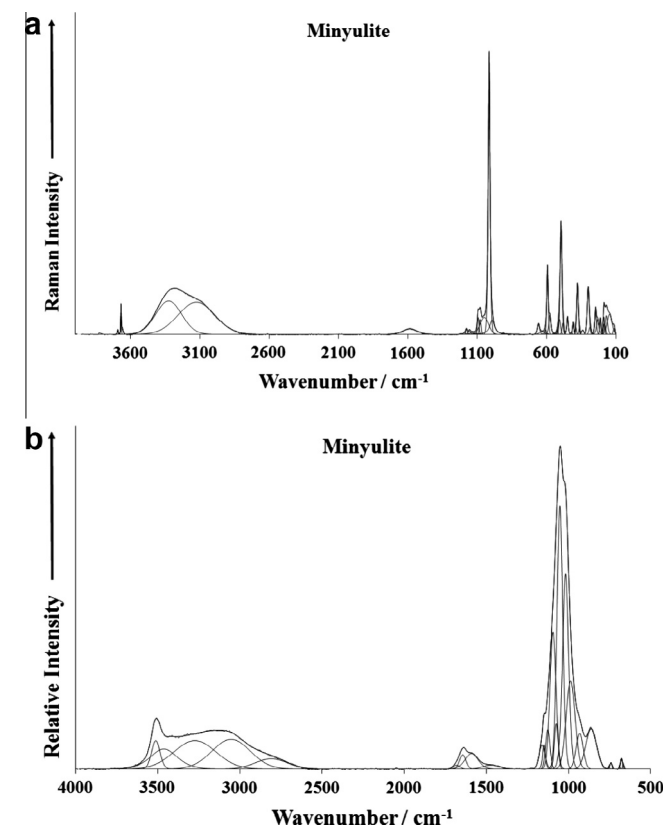 a
Minyulite
Raman Intensity
3600 3100 2600 2100 1600 1100 600 100
Wavenumber / cm-1
b
Minyulite
Relative Intensity
4000 3500 3000 2500 2000 1500 1000 500
Wavenumber / cm-1